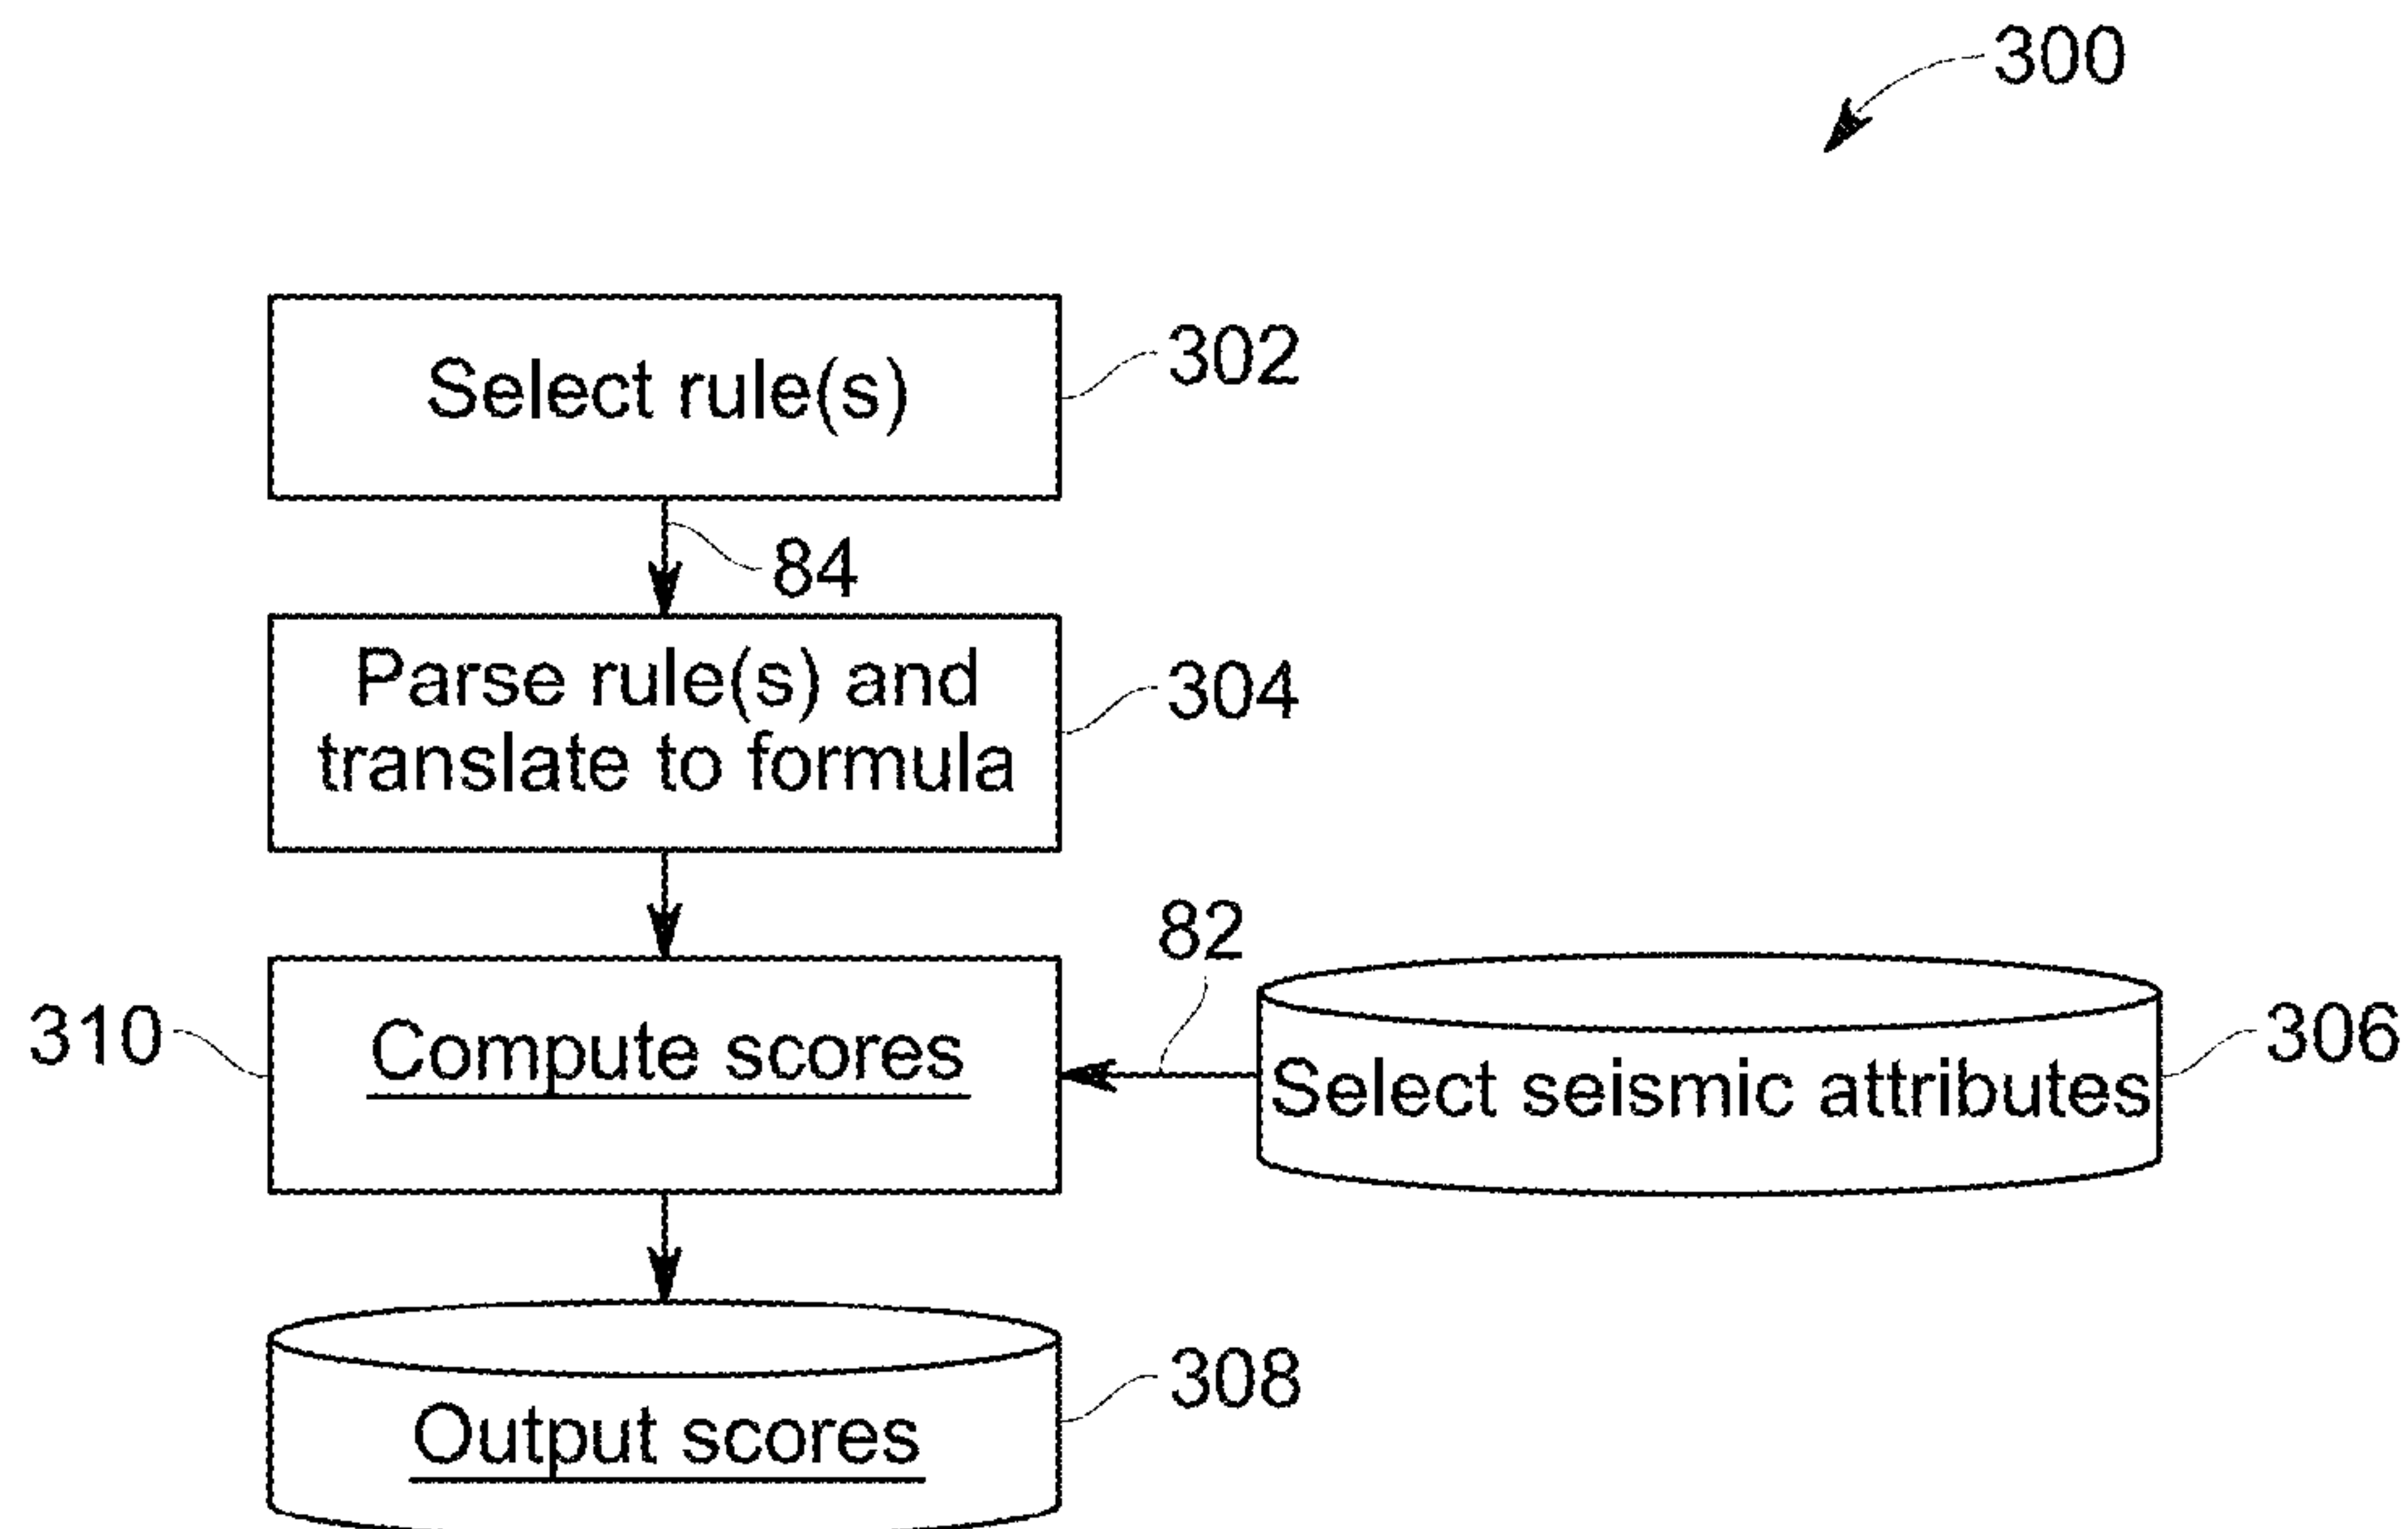 300
Select rule(s)
302
84
Parse rule(s) and
translate to formula
304
82
310
Compute scores
Select seismic attributes
306
Output scores
308